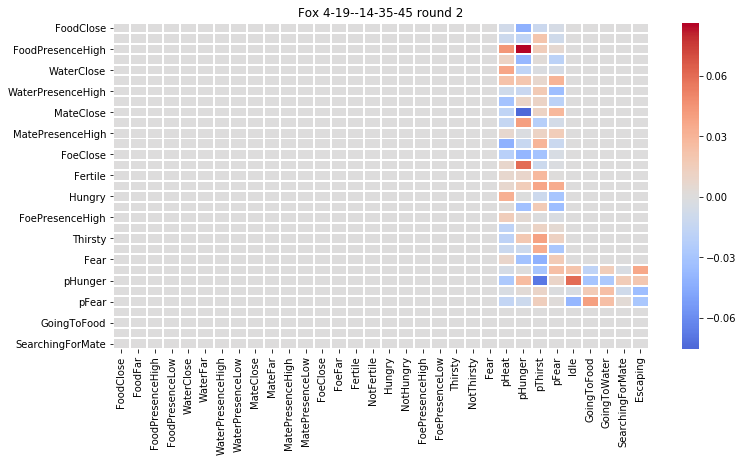 Fox 4-19--14-35-45 round 2
FoodClose
FoodPresenceHigh
WaterClose
WaterPresenceHigh
MateClose
MatePresenceHigh
FoeClose
Fertile
Hungry
FoePresenceHigh
Thirsty
Fear
pHunger
pFear
GoingToFood
SearchingForMate
FoodClose
FoodFar
FoodPresenceHigh
FoodPresenceLow
WaterClose
WaterFar
WaterPresenceHigh
WaterPresenceLow
MateClose
MateFar
MatePresenceHigh
MatePresenceLow
FoeClose
FoeFar
Fertile
NotFertile
Hungry
NotHungry
FoePresenceHigh
FoePresenceLow
Thirsty
NotThirsty
Fear
pHeat
pHunger
pThirst
pFear
Idle
GoingToFood
GoingToWater
SearchingForMate
Escaping
0.06
0.03
0.00
−0.03
−0.06